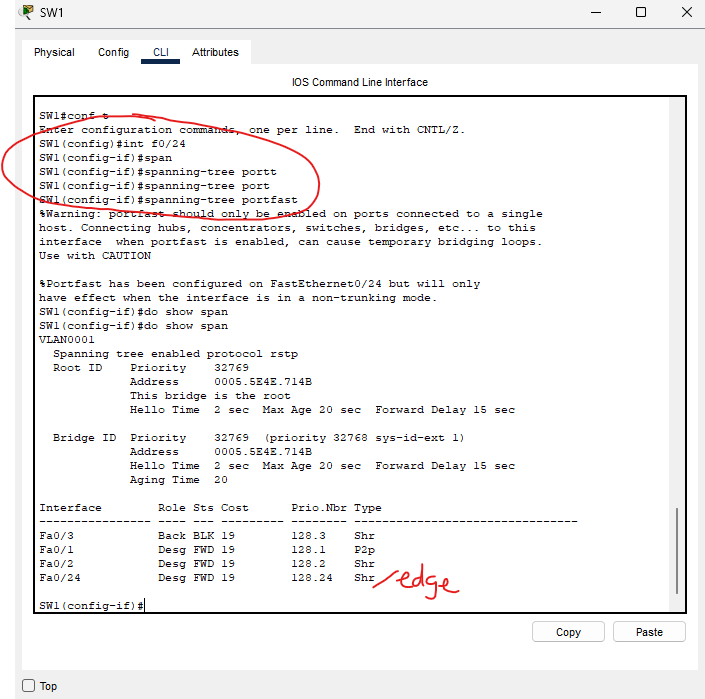 SW1
Physical Config CLI Attributes
IOS Command Line Interface
SW1#conf t
Enter configuration commands, one per line. End with CNTL/Z.
SW1(config)#int f0/24
SW1(config-if)#span
SW1(config-if)#spanning-tree portt
SW1(config-if)#spanning-tree port
SW1(config-if)#spanning-tree portfast
%Warning: portfast should only be enabled on ports connected to a single
host. Connecting hubs, concentrators, switches, bridges, etc... to this
interface when portfast is enabled, can cause temporary bridging loops.
Use with CAUTION
%Portfast has been configured on FastEthernet0/24 but will only
have effect when the interface is in a non-trunking mode.
SW1(config-if)#do show span
SW1(config-if)#do show span
VLAN0001
Spanning tree enabled protocol rstp
Root ID Priority 32769
Address 0005.5E4E.714B
This bridge is the root
Hello Time 2 sec Max Age 20 sec Forward Delay 15 sec
Bridge ID Priority 32769 (priority 32768 sys-id-ext 1)
Address 0005.5E4E.714B
Hello Time 2 sec Max Age 20 sec Forward Delay 15 sec
Aging Time 20
Interface Role Sts Cost Prio.Nbr Type
---------------- ---- --- --------- -------- --------------------------------
Fa0/3 Back BLK 19 128.3 Shr
Fa0/1 Desg FWD 19 128.1 P2p
Fa0/2 Desg FWD 19 128.2 Shr
Fa0/24 Desg FWD 19 128.24 Shr /edge
SW1(config-if)#
Copy Paste
Top